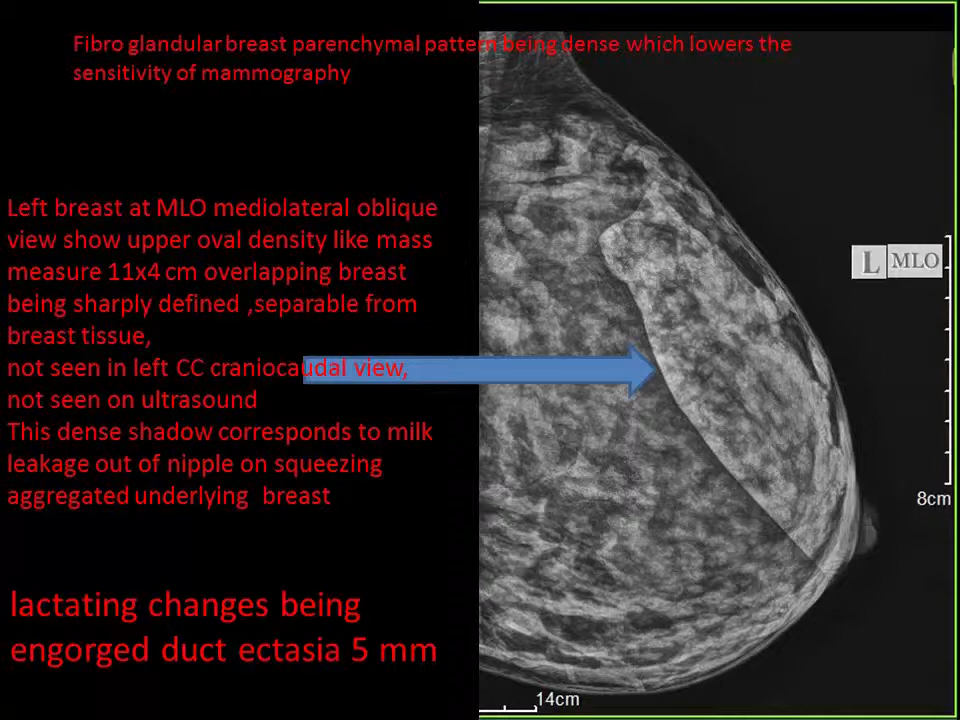 Fibro glandular breast parenchymal pattern being dense which lowers the
sensitivity of mammography
Left breast at MLO mediolateral oblique
view show upper oval density like mass
measure 11x4 cm overlapping breast
being sharply defined ,separable from
breast tissue,
not seen in left CC craniocaudal view,
not seen on ultrasound
This dense shadow corresponds to milk
leakage out of nipple on squeezing
aggregated underlying  breast
lactating changes being
engorged duct ectasia 5 mm
L MLO
8cm
14cm